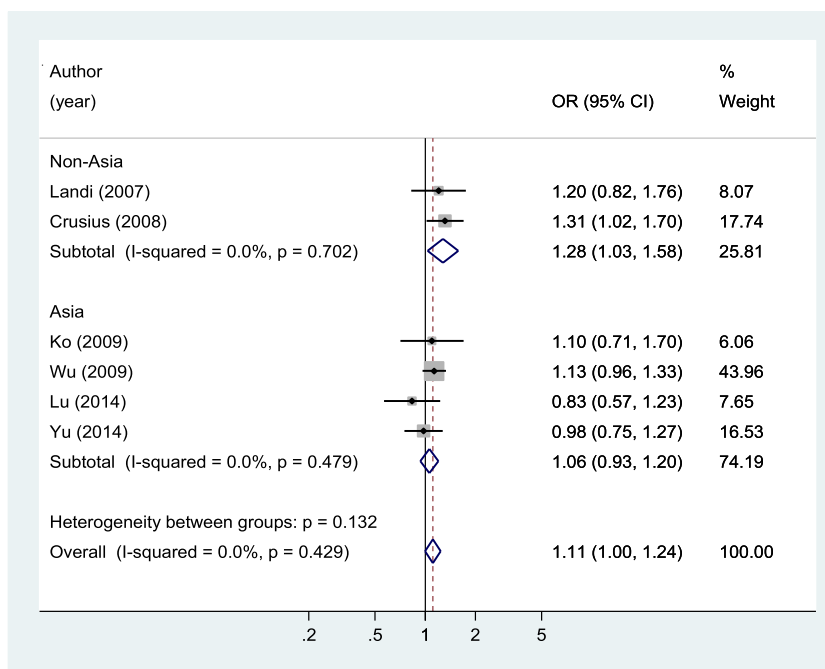 Author %
(year) OR (95% CI) Weight
Non-Asia
Landi (2007) 1.20 (0.82, 1.76) 8.07
Crusius (2008) 1.31 (1.02, 1.70) 17.74
Subtotal (I-squared = 0.0%, p = 0.702) 1.28 (1.03, 1.58) 25.81
Asia
Ko (2009) 1.10 (0.71, 1.70) 6.06
Wu (2009) 1.13 (0.96, 1.33) 43.96
Lu (2014) 0.83 (0.57, 1.23) 7.65
Yu (2014) 0.98 (0.75, 1.27) 16.53
Subtotal (I-squared = 0.0%, p = 0.479) 1.06 (0.93, 1.20) 74.19
Heterogeneity between groups: p = 0.132
Overall (I-squared = 0.0%, p = 0.429) 1.11 (1.00, 1.24) 100.00
.2 .5 1 2 5